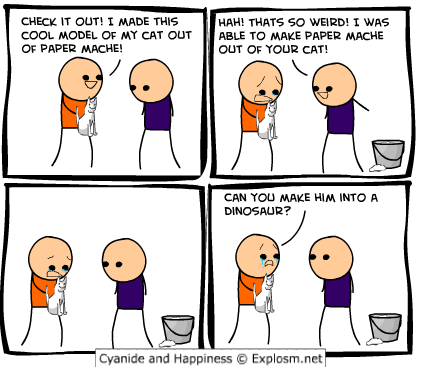 CHECK IT OUT! I MADE THIS
COOL MODEL OF MY CAT OUT
OF PAPER MACHE!
HAH! THATS SO WEIRD! I WAS
ABLE TO MAKE PAPER MACHE
OUT OF YOUR CAT!
CAN YOU MAKE HIM INTO A
DINOSAUR?
Cyanide and Happiness © Explosm.net